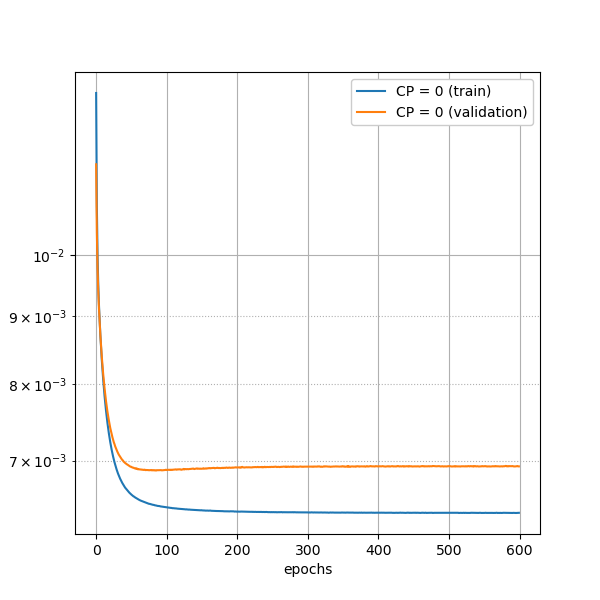 CP = 0 (train)
CP = 0 (validation)
10⁻²
9 × 10⁻³
8 × 10⁻³
7 × 10⁻³
0 100 200 300 400 500 600
epochs